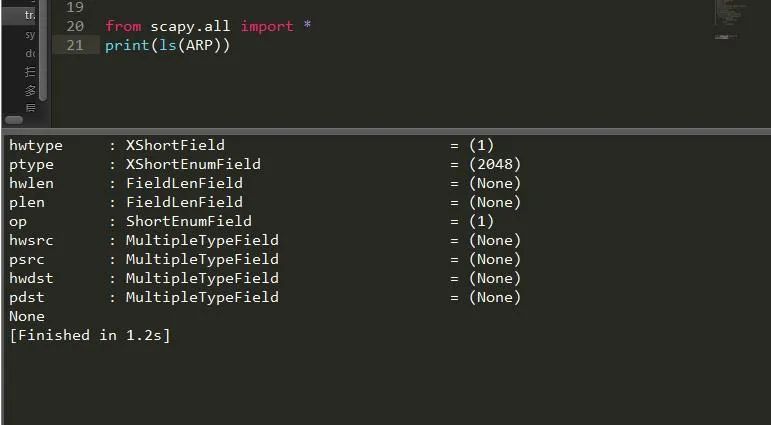 19
tr.
20 from scapy.all import *
sy
21 print(ls(ARP))
dc
扫
多
hwtype     : XShortField                         = (1)
ptype      : XShortEnumField                     = (2048)
hwlen      : FieldLenField                       = (None)
plen       : FieldLenField                       = (None)
op         : ShortEnumField                      = (1)
hwsrc      : MultipleTypeField                   = (None)
psrc       : MultipleTypeField                   = (None)
hwdst      : MultipleTypeField                   = (None)
pdst       : MultipleTypeField                   = (None)
None
[Finished in 1.2s]